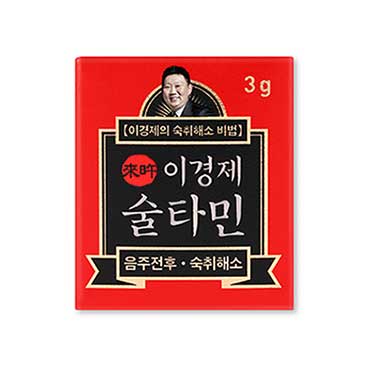 3g
【이경제의 숙취해소 비법】
來昨 이경제
술타민
음주전후·숙취해소